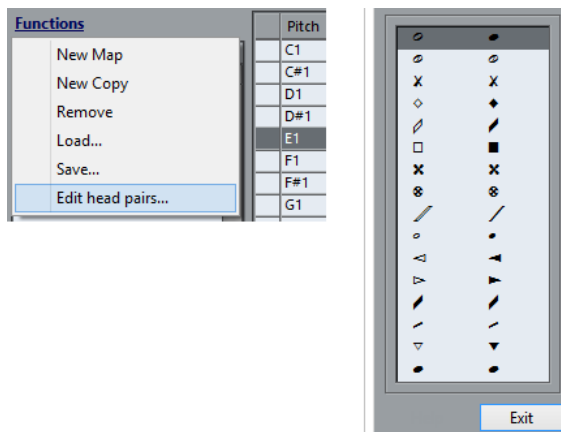 Functions
New Map
New Copy
Remove
Load...
Save...
Edit head pairs...
Pitch
C1
C#1
D1
D#1
E1
F1
F#1
G1
Exit